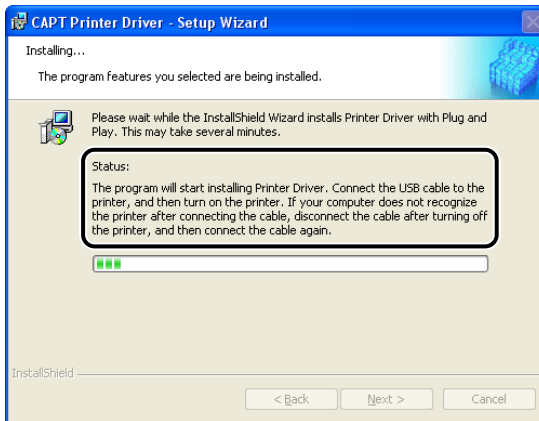 CAPT Printer Driver - Setup Wizard
Installing...
The program features you selected are being installed.
Please wait while the InstallShield Wizard installs Printer Driver with Plug and
Play. This may take several minutes.
Status:
The program will start installing Printer Driver. Connect the USB cable to the
printer, and then turn on the printer. If your computer does not recognize
the printer after connecting the cable, disconnect the cable after turning off
the printer, and then connect the cable again.
InstallShield
< Back Next > Cancel